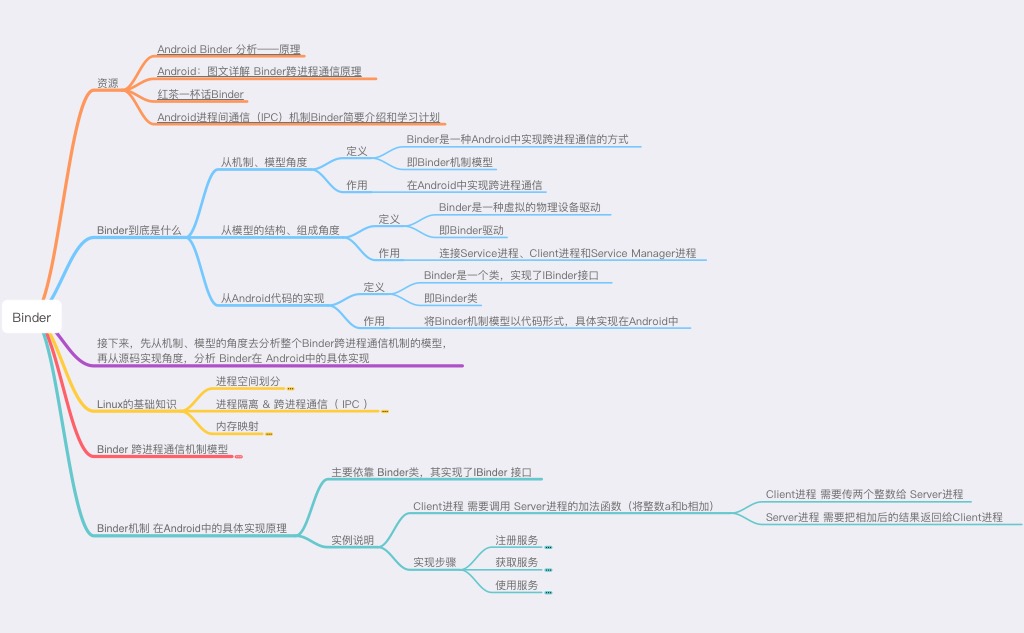 Android Binder 分析——原理
Android：图文详解 Binder跨进程通信原理
资源
红茶一杯话Binder
Android进程间通信（IPC）机制Binder简要介绍和学习计划
Binder是一种Android中实现跨进程通信的方式
定义
从机制、模型角度
即Binder机制模型
作用
在Android中实现跨进程通信
Binder是一种虚拟的物理设备驱动
定义
Binder到底是什么
从模型的结构、组成角度
即Binder驱动
作用
连接Service进程、Client进程和Service Manager进程
Binder是一个类，实现了IBinder接口
定义
从Android代码的实现
即Binder类
作用
将Binder机制模型以代码形式，具体实现在Android中
Binder
接下来，先从机制、模型的角度去分析整个Binder跨进程通信机制的模型，
再从源码实现角度，分析 Binder在 Android中的具体实现
进程空间划分
Linux的基础知识
进程隔离 & 跨进程通信（ IPC ）
内存映射
Binder 跨进程通信机制模型
主要依靠 Binder类，其实现了IBinder 接口
Client进程 需要传两个整数给 Server进程
Client进程 需要调用 Server进程的加法函数（将整数a和b相加）
Server进程 需要把相加后的结果返回给Client进程
Binder机制 在Android中的具体实现原理
实例说明
注册服务
实现步骤
获取服务
使用服务